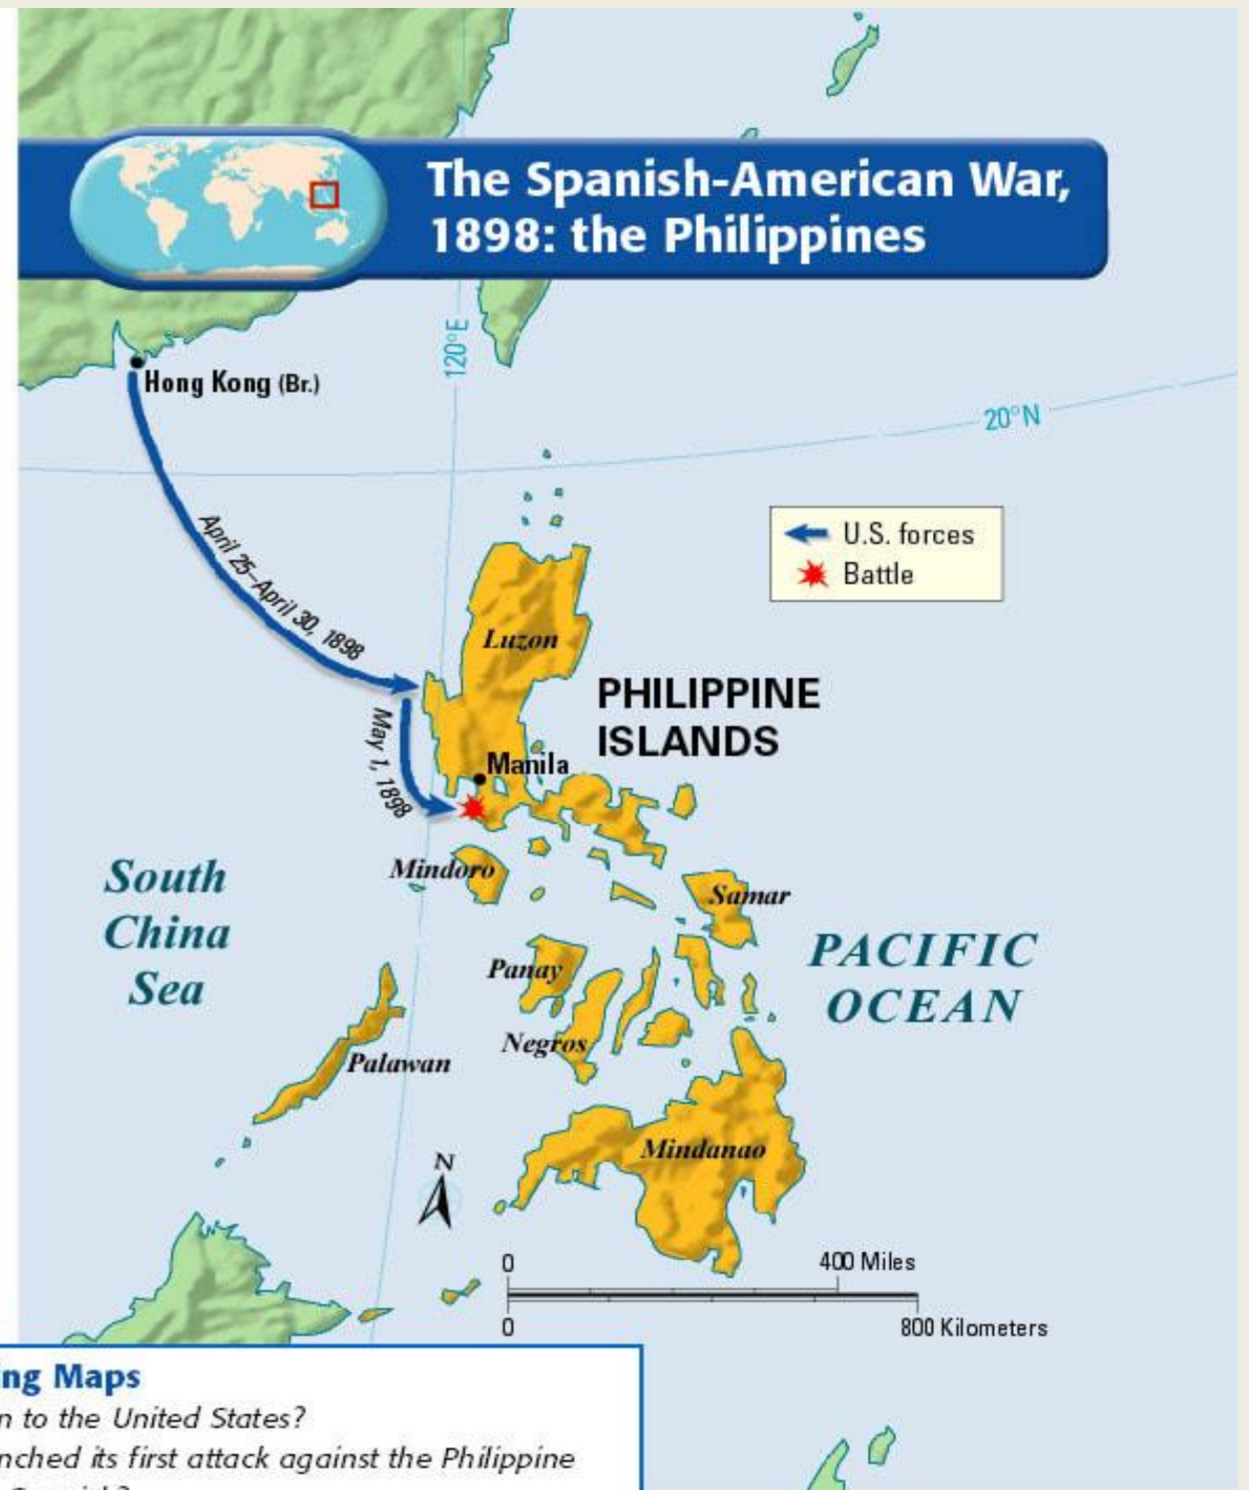 The Spanish-American War,
1898: the Philippines
120°E
Hong Kong (Br.)
20°N
April 25–April 30, 1898
U.S. forces
Battle
Luzon
PHILIPPINE
ISLANDS
May 1, 1898
Manila
Mindoro
South
China
Sea
Samar
PACIFIC
OCEAN
Panay
Negros
Palawan
Mindanao
N
0
400 Miles
0
800 Kilometers
ng Maps
n to the United States?
nched its first attack against the Philippine